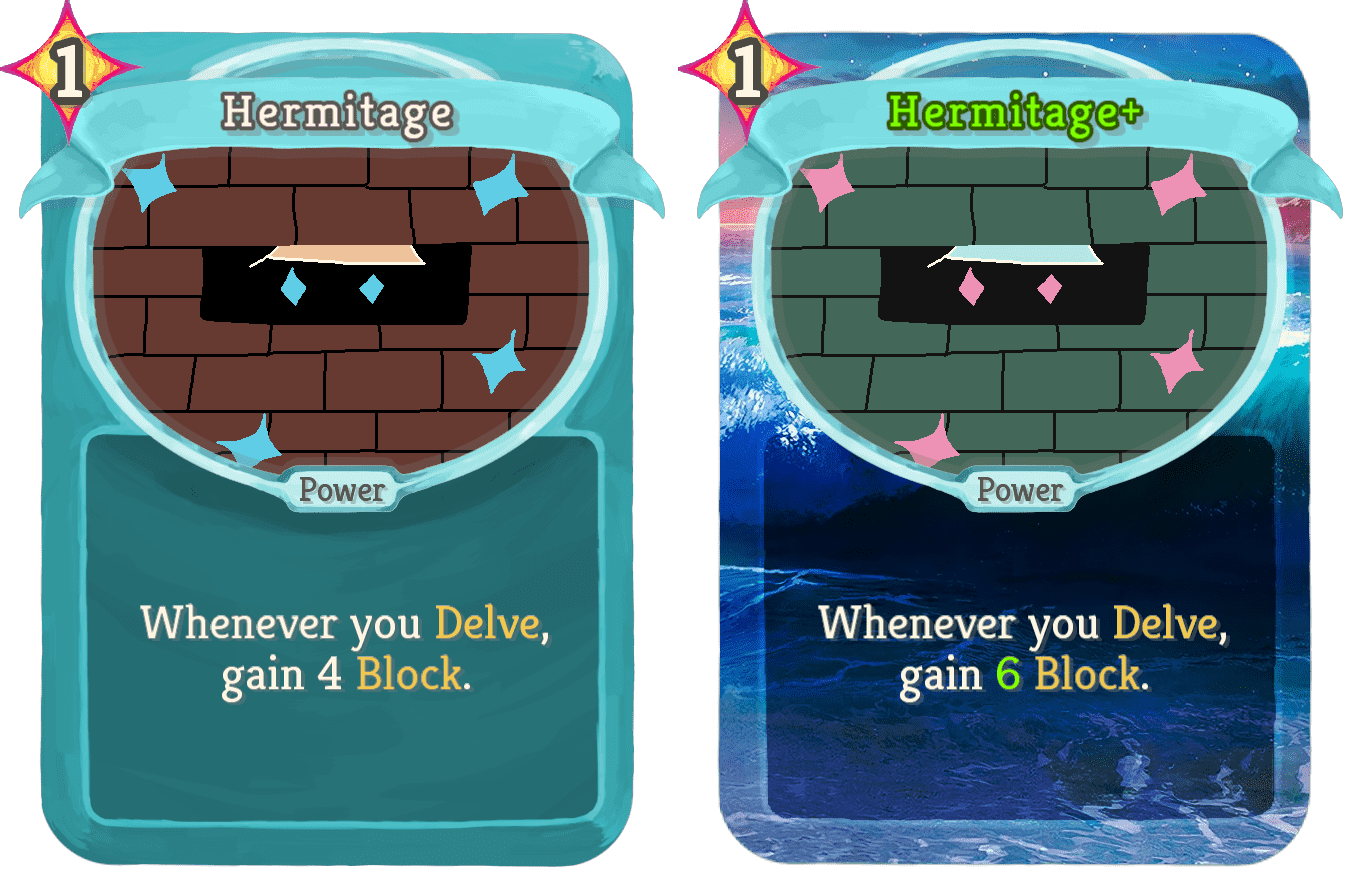 1
Hermitage
Power
Whenever you Delve,
gain 4 Block.
1
Hermitage+
Power
Whenever you Delve,
gain 6 Block.